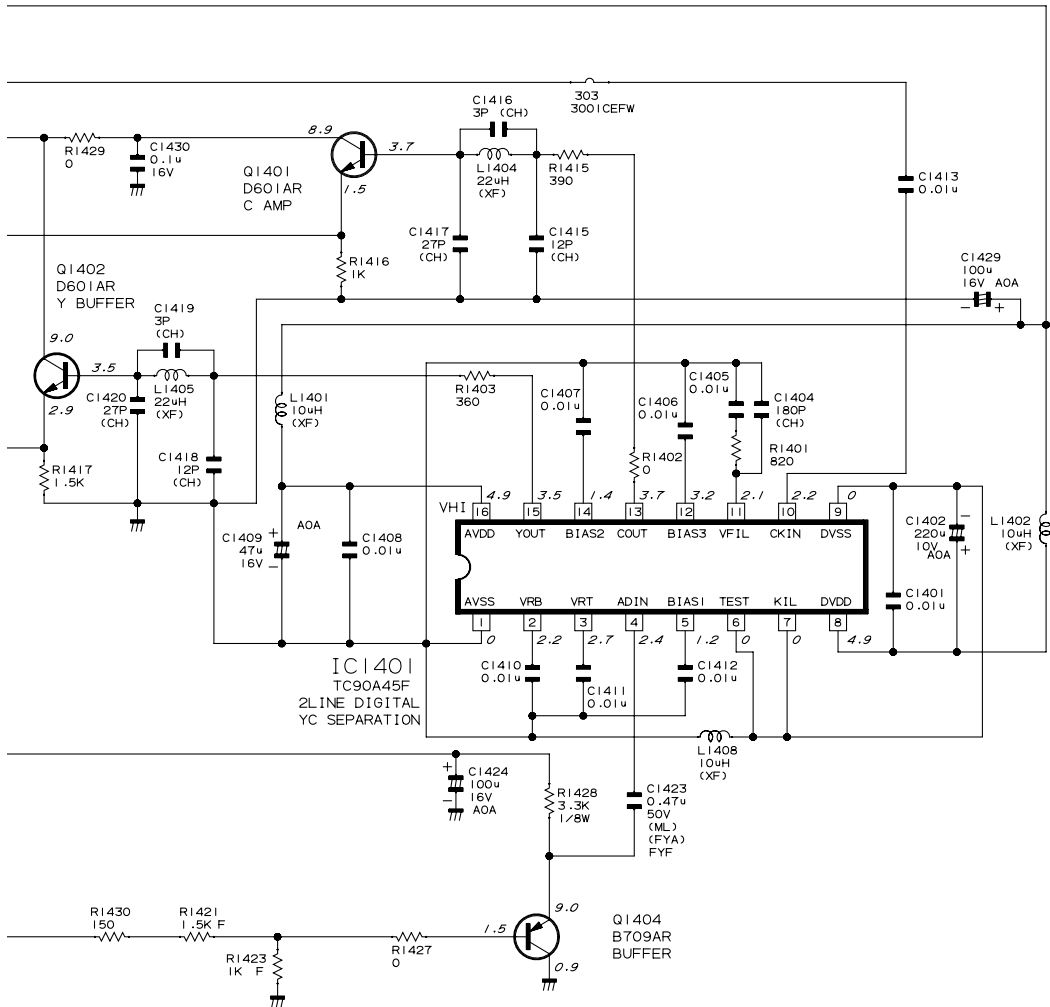 303
3001CEFW
C1416
3P (CH)
8.9
3.7
R1429
0
C1430
0.1u
16V
Q1401
D601AR
C AMP
1.5
L1404
22uH
(XF)
R1415
390
C1413
0.01u
C1417
27P
(CH)
C1415
12P
(CH)
R1416
1K
C1429
100u
16V A0A
- +
Q1402
D601AR
Y BUFFER
C1419
3P
(CH)
9.0
3.5
2.9
C1420
27P
(CH)
L1405
22uH
(XF)
L1401
10uH
(XF)
R1403
360
C1407
0.01u
C1406
0.01u
C1405
0.01u
C1404
180P
(CH)
R1401
820
R1402
0
R1417
1.5K
C1418
12P
(CH)
VHI
4.9 3.5 1.4 3.7 3.2 2.1 2.2 0
16 15 14 13 12 11 10 9
AVDD YOUT BIAS2 COUT BIAS3 VFIL CKIN DVSS
A0A
C1409
47u
16V
+
-
C1408
0.01u
C1402
220u
10V
A0A
-
+
L1402
10uH
(XF)
C1401
0.01u
AVSS VRB VRT ADIN BIAS1 TEST KIL DVDD
1 2 3 4 5 6 7 8
0 2.2 2.7 2.4 1.2 0 0 4.9
IC1401
TC90A45F
2LINE DIGITAL
YC SEPARATION
C1410
0.01u
C1411
0.01u
C1412
0.01u
L1408
10uH
(XF)
+
-
C1424
100u
16V
A0A
R1428
3.3K
1/8W
C1423
0.47u
50V
(ML)
(FYA)
FYF
R1430
150
R1421
1.5K F
R1423
1K F
R1427
0
1.5
9.0
0.9
Q1404
B709AR
BUFFER